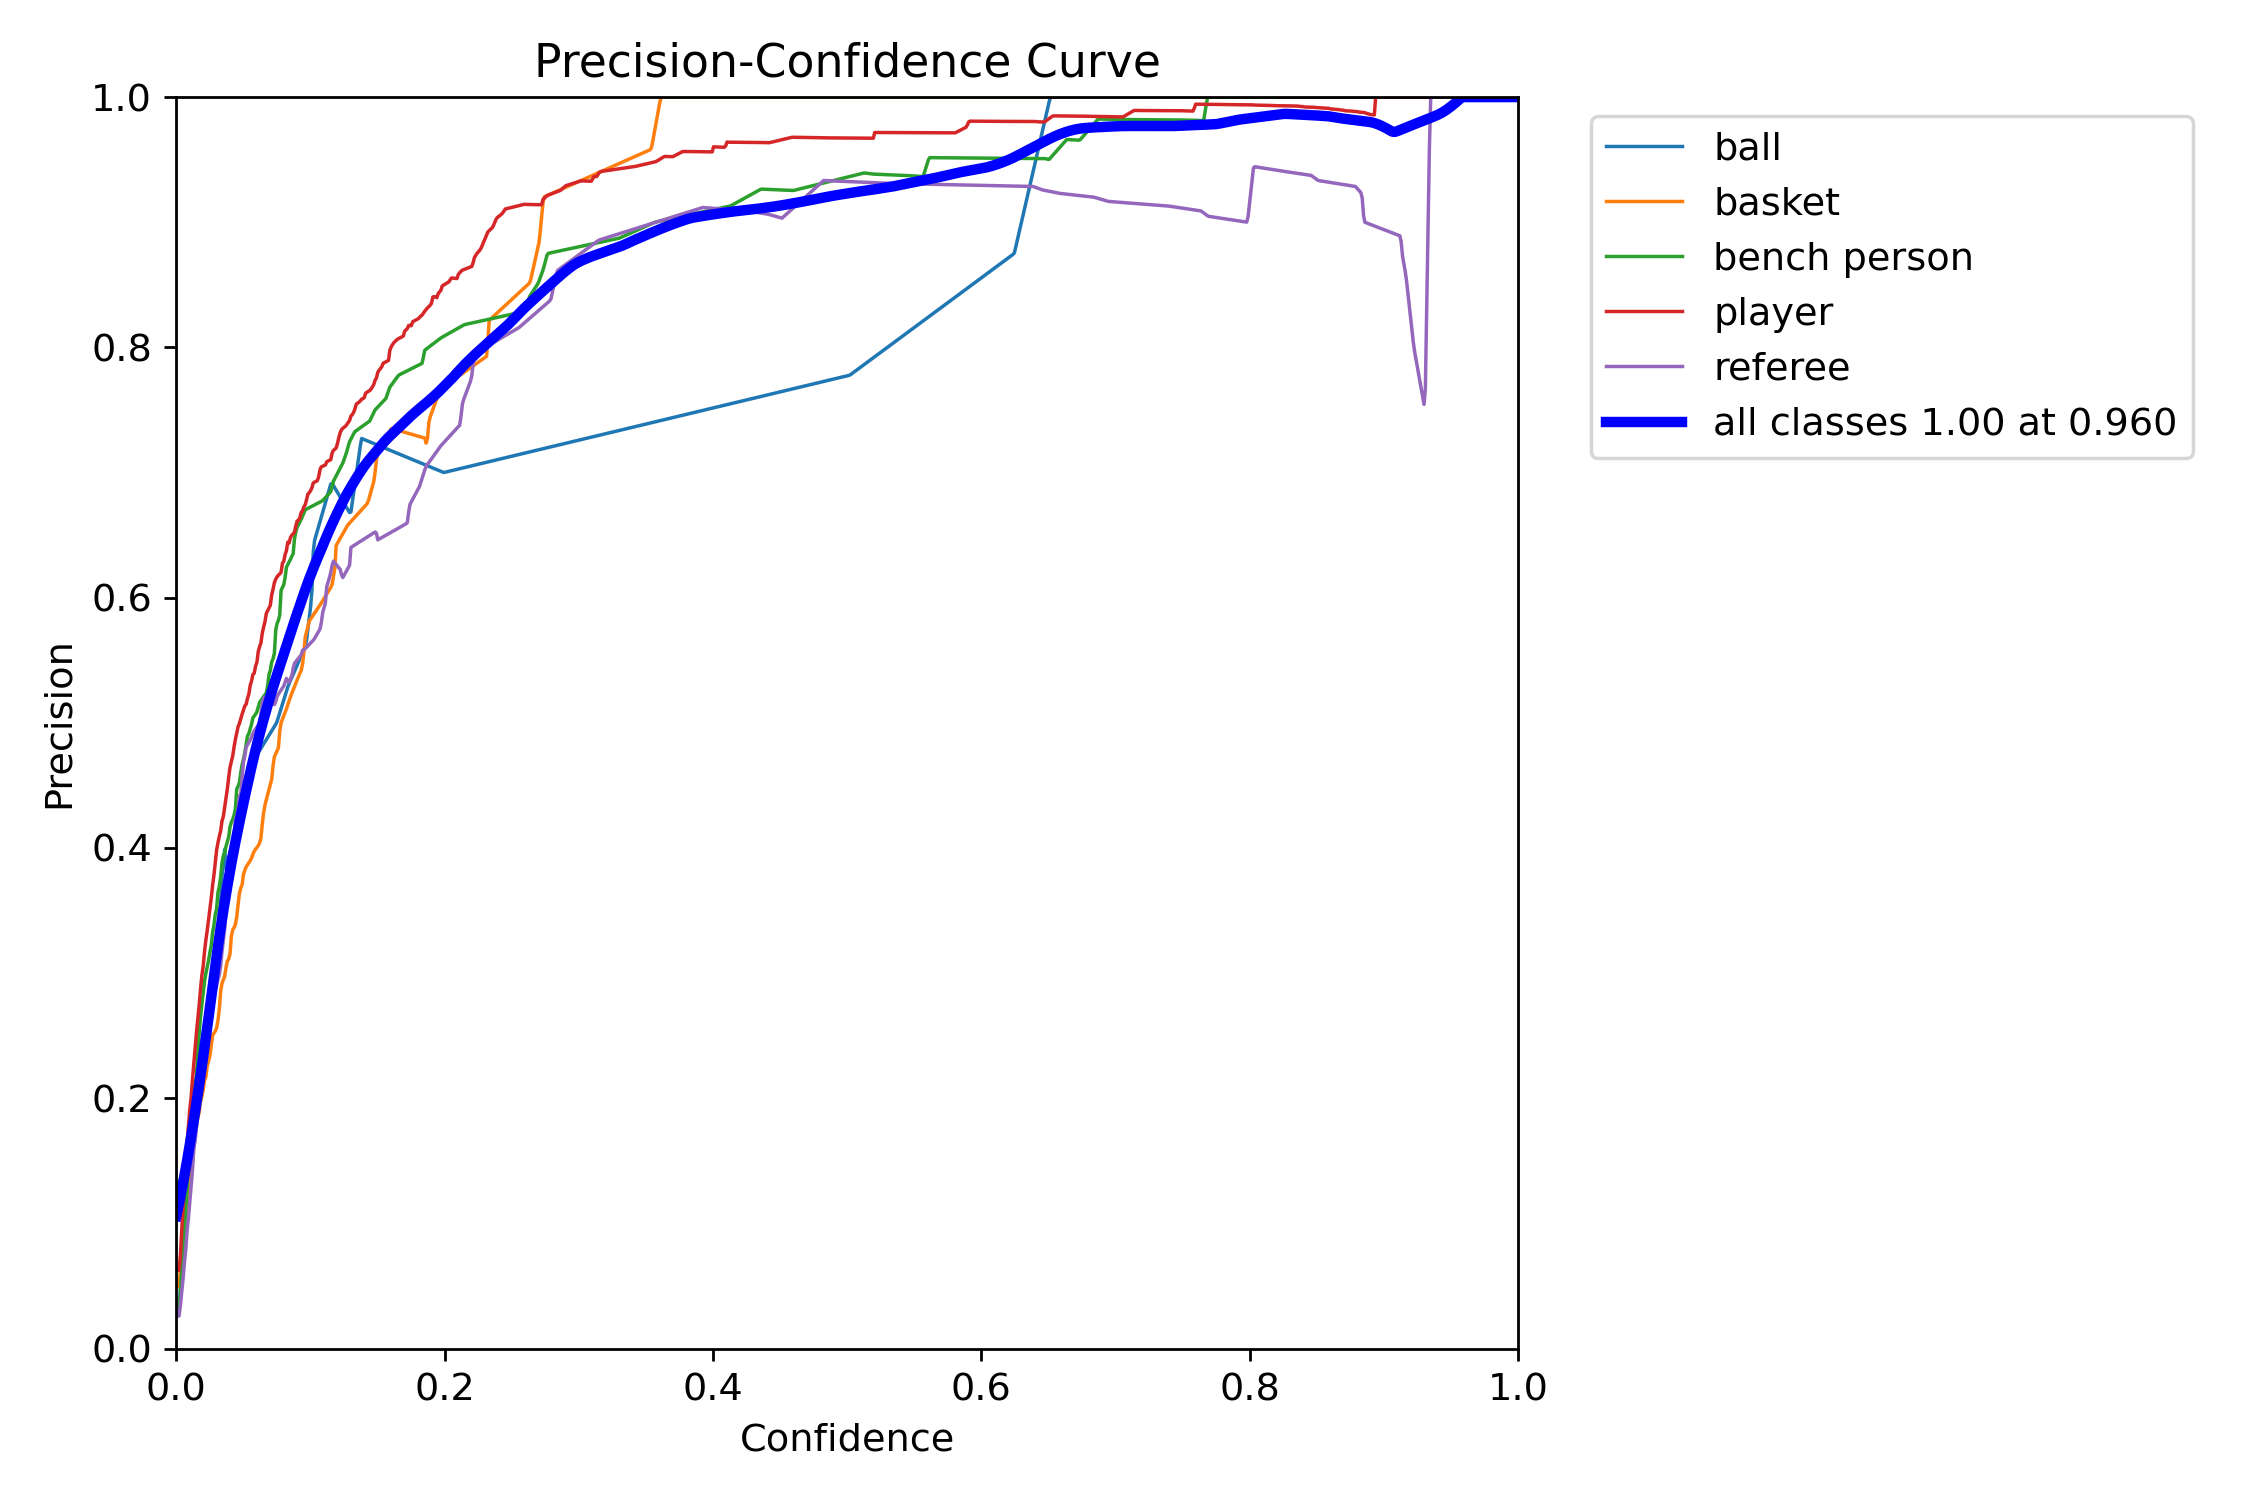 Precision-Confidence Curve
1.0
0.8
0.6
0.4
0.2
0.0
Precision
0.0 0.2 0.4 0.6 0.8 1.0
Confidence
ball
basket
bench person
player
referee
all classes 1.00 at 0.960